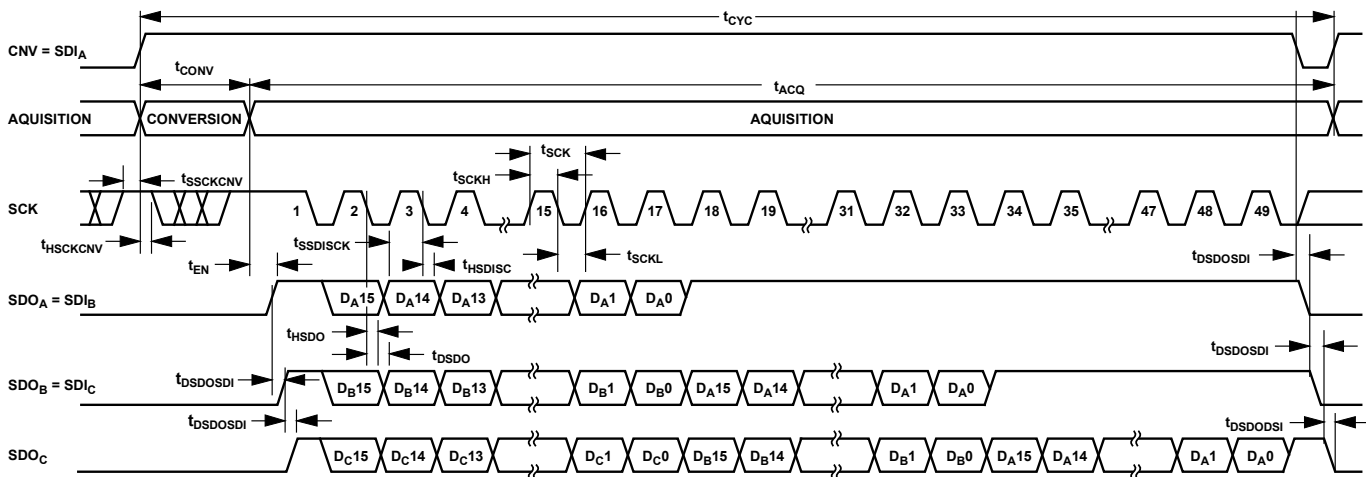 tCYC
CNV = SDIA
tCONV
tACQ
AQUISITION CONVERSION AQUISITION
tSCK
tSSCKCNV
tSCKH
SCK 1 2 3 4 15 16 17 18 19 31 32 33 34 35 47 48 49
tHSCKCNV
tSSDISCK
tSCKL
tEN
tHSDISC
tDSDOSDI
SDOA = SDIB DA15 DA14 DA13 DA1 DA0
tHSDO
tDSDO
tDSDOSDI
tDSDOSDI
SDOB = SDIC DB15 DB14 DB13 DB1 DB0 DA15 DA14 DA1 DA0
tDSDOSDI
tDSDODSI
SDOC DC15 DC14 DC13 DC1 DC0 DB15 DB14 DB1 DB0 DA15 DA14 DA1 DA0